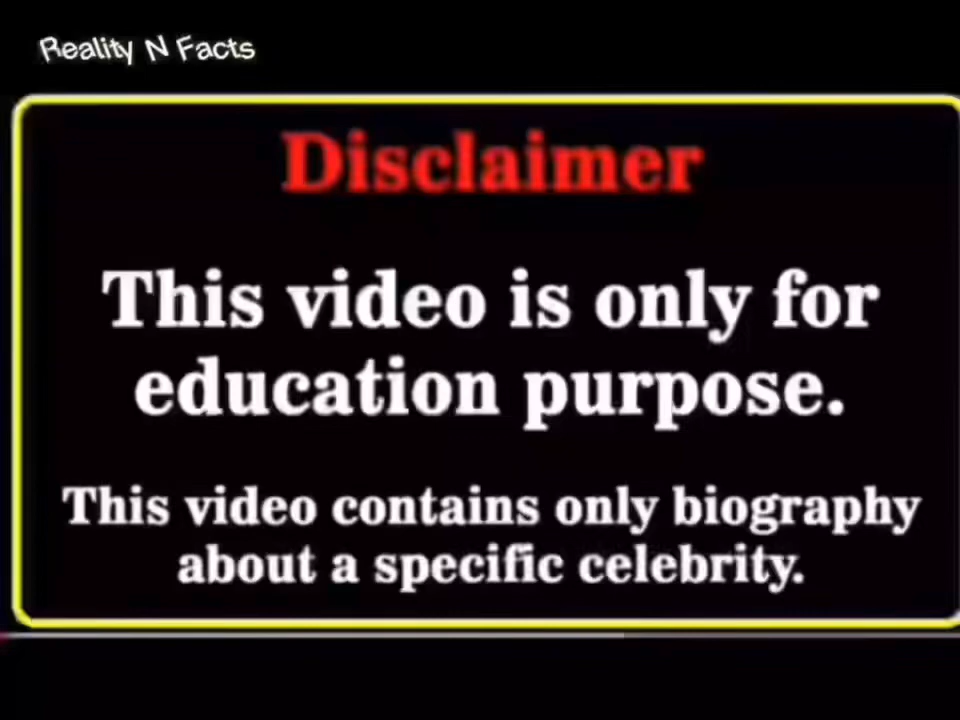 Reality N Facts
Disclaimer
This video is only for
education purpose.
This video contains only biography
about a specific celebrity.